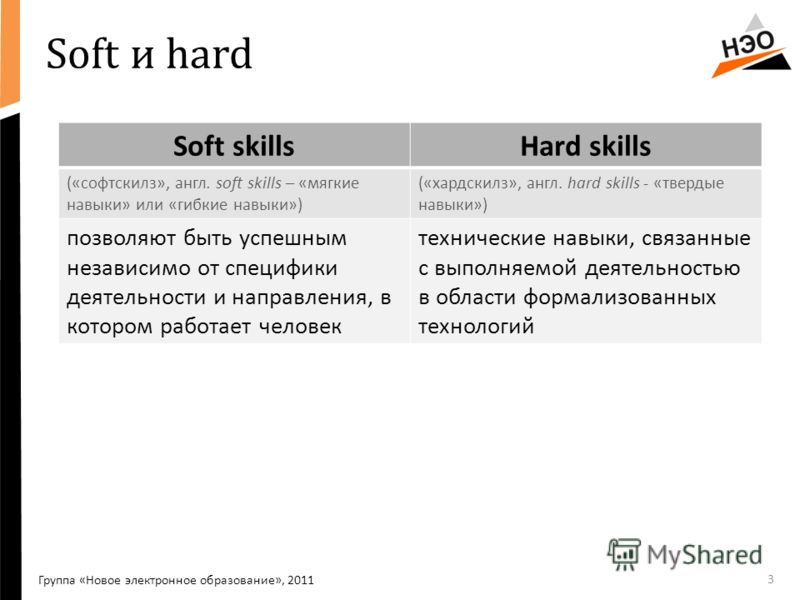 Soft и hard
НЭО
Soft skills
Hard skills
(«софтскилз», англ. soft skills – «мягкие
навыки» или «гибкие навыки»)
(«хардскилз», англ. hard skills - «твердые
навыки»)
позволяют быть успешным
независимо от специфики
деятельности и направления, в
котором работает человек
технические навыки, связанные
с выполняемой деятельностью
в области формализованных
технологий
MyShared
Группа «Новое электронное образование», 2011
3